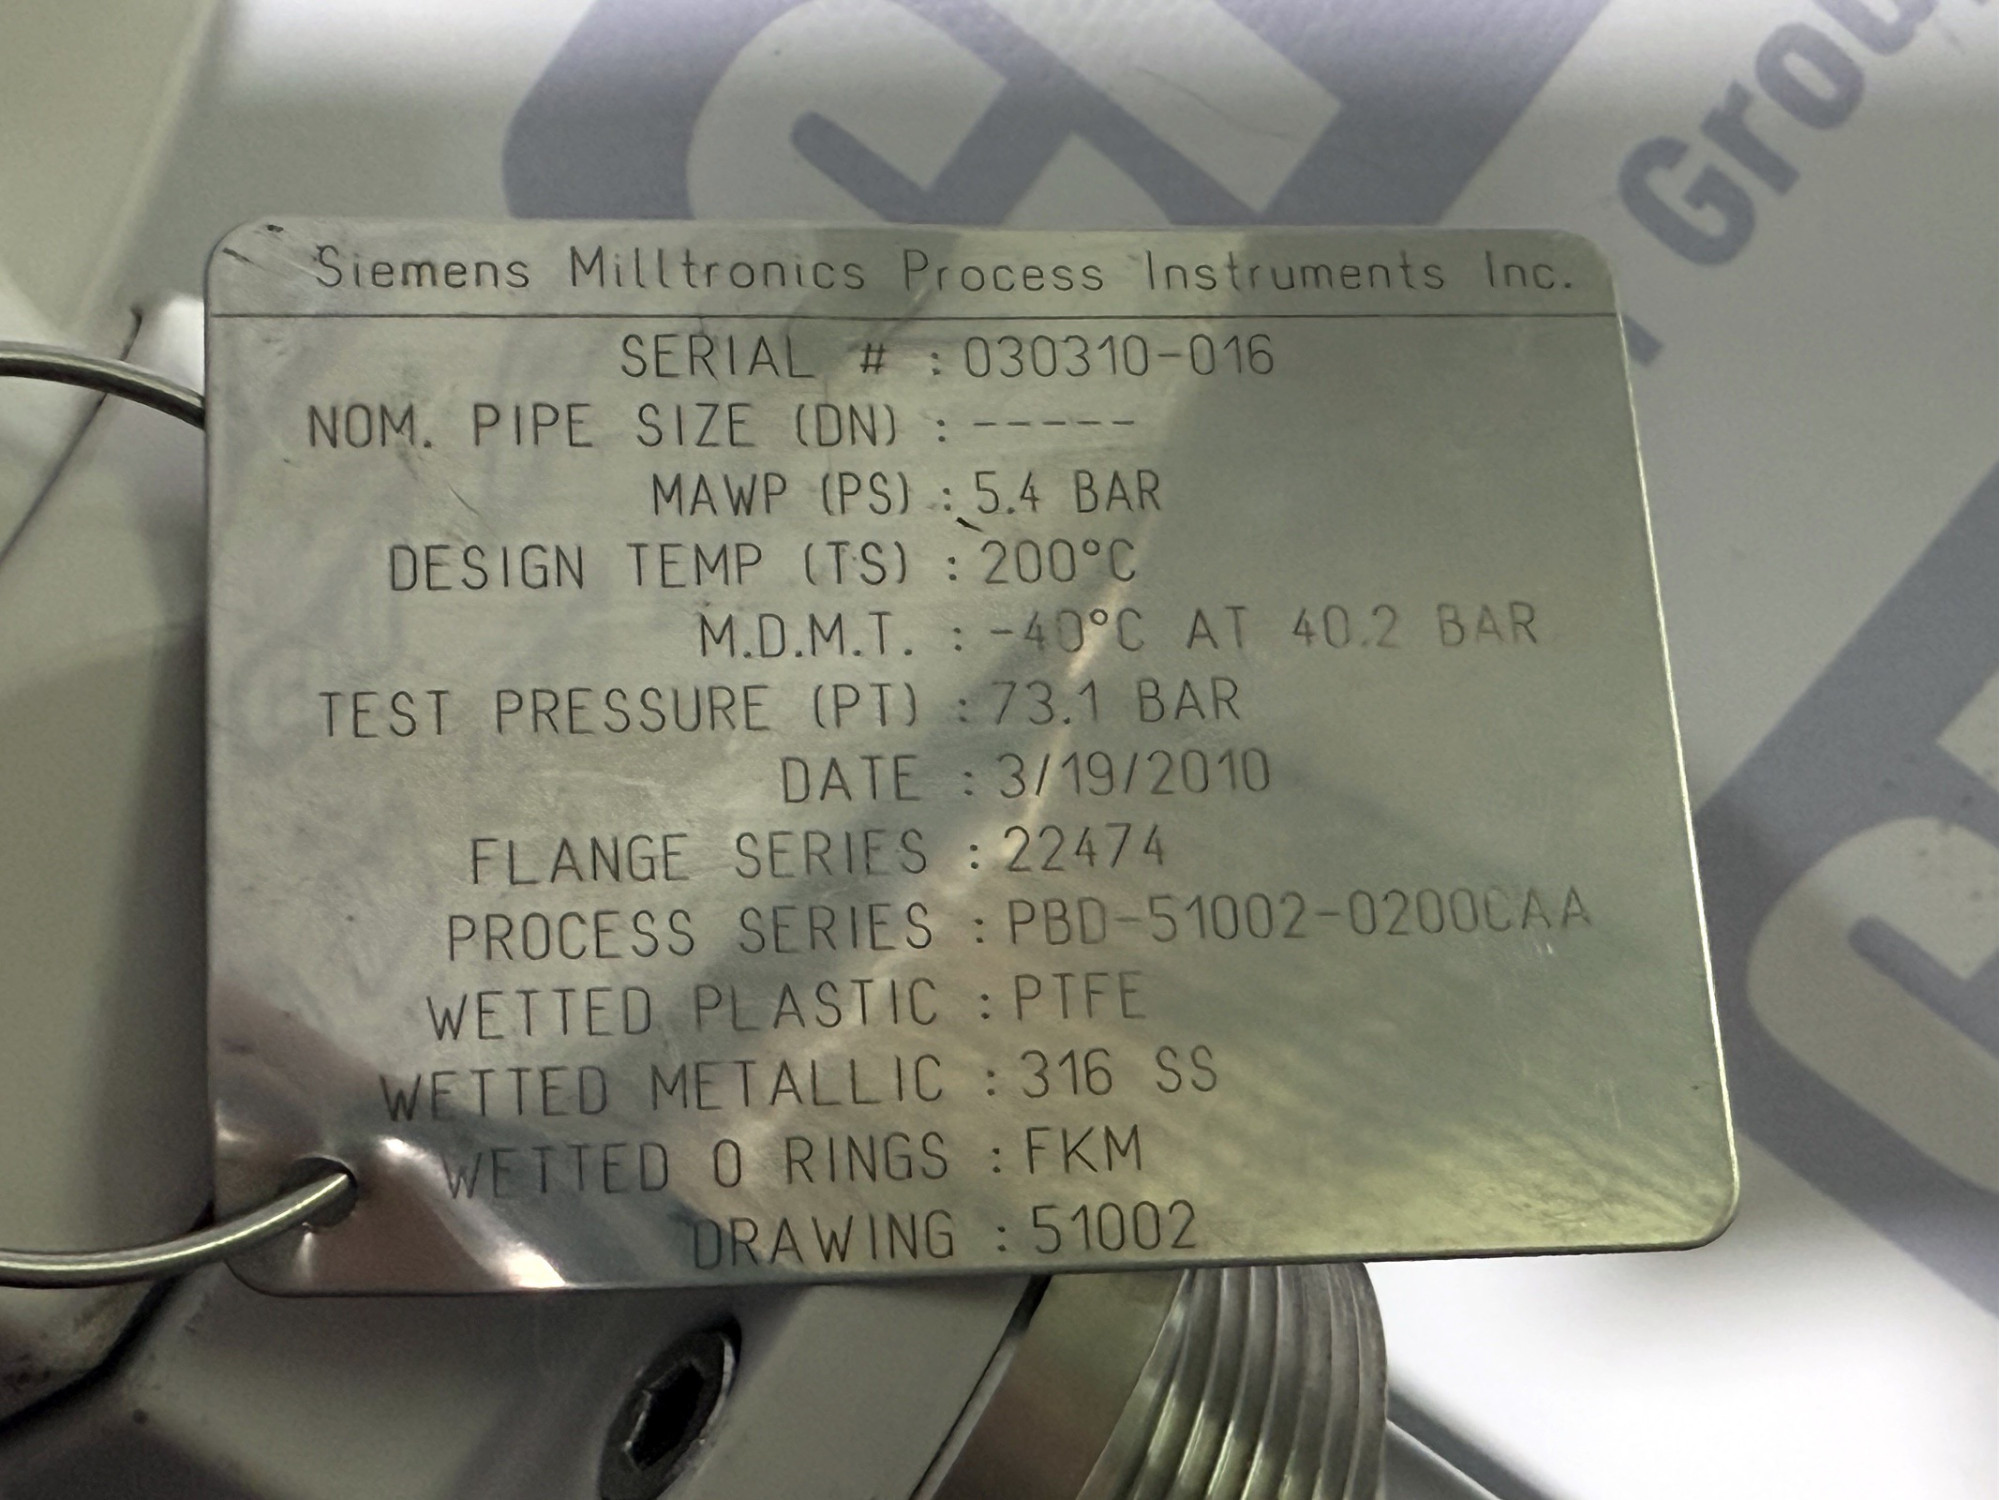 Group
Siemens Milltronics Process Instruments Inc.
SERIAL # : 030310-016
NOM. PIPE SIZE (DN) : -----
MAWP (PS) : 5.4 BAR
DESIGN TEMP (TS) : 200°C
M.D.M.T. : -40°C AT 40.2 BAR
TEST PRESSURE (PT) : 73.1 BAR
DATE : 3/19/2010
FLANGE SERIES : 22474
PROCESS SERIES : PBD-51002-0200CAA
WETTED PLASTIC : PTFE
WETTED METALLIC : 316 SS
WETTED O RINGS : FKM
DRAWING : 51002